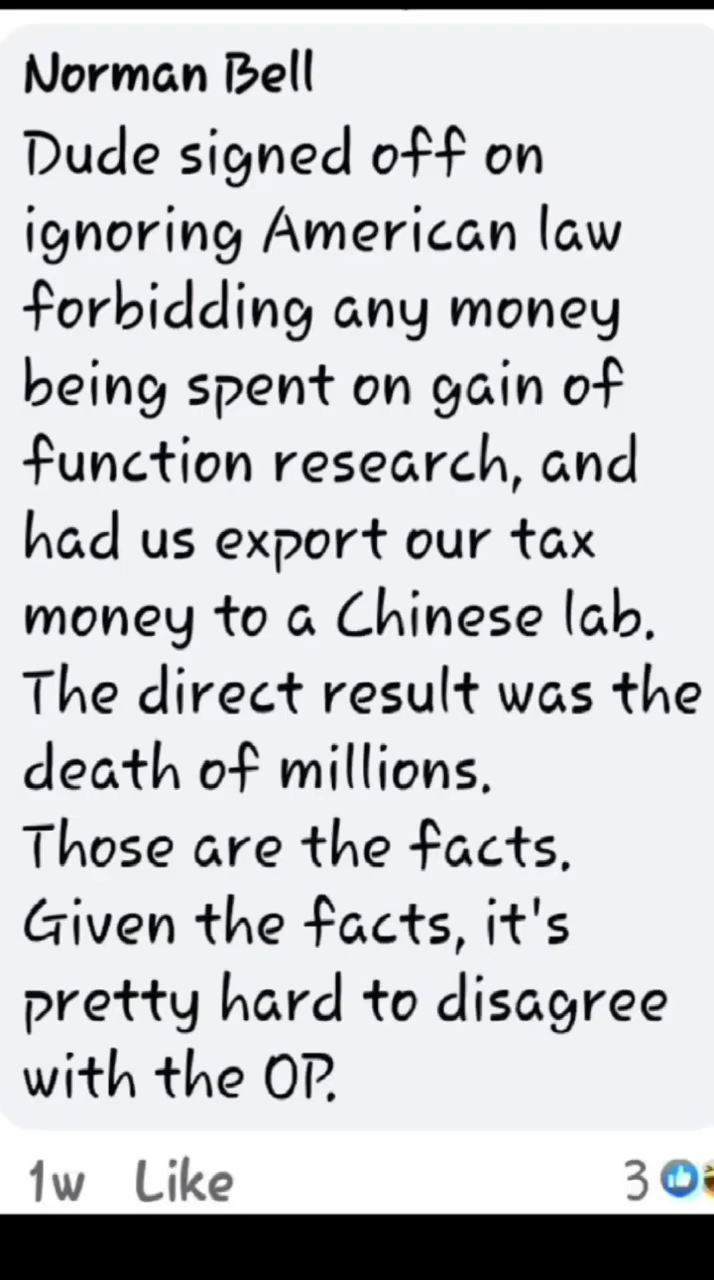 Norman Bell
Dude signed off on
ignoring American law
forbidding any money
being spent on gain of
function research, and
had us export our tax
money to a Chinese lab.
The direct result was the
death of millions.
Those are the facts.
Given the facts, it's
pretty hard to disagree
with the OP.
1w Like 3